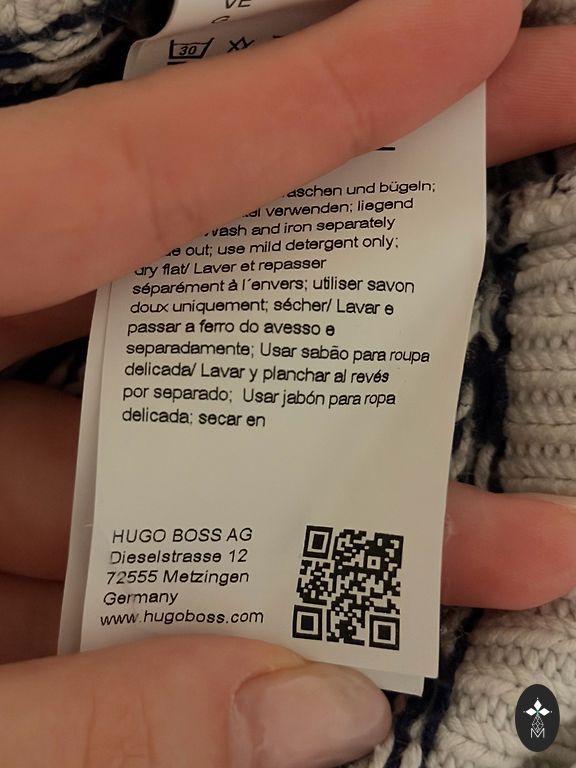 VE
30
waschen und bügeln;
verwenden; liegend
Wash and iron separately
out; use mild detergent only;
dry flat/ Laver et repasser
séparément à l´envers; utiliser savon
doux uniquement; sécher/ Lavar e
passar a ferro do avesso e
separadamente; Usar sabão para roupa
delicada/ Lavar y planchar al revés
por separado; Usar jabón para ropa
delicada; secar en
HUGO BOSS AG
Dieselstrasse 12
72555 Metzingen
Germany
www.hugoboss.com
M